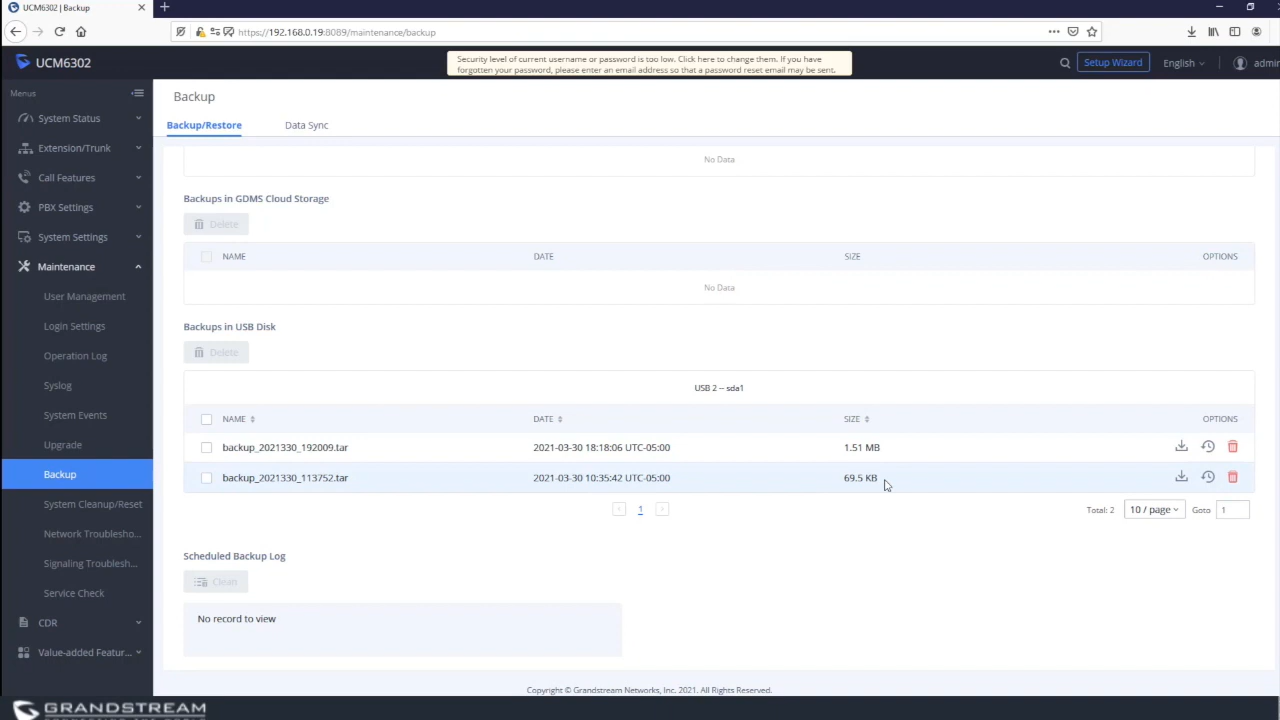 UCM6302 | Backup
https://192.168.0.19:8089/maintenance/backup
UCM6302
Security level of current username or password is too low. Click here to change them. If you have
forgotten your password, please enter an email address so that a password reset email may be sent.
Setup Wizard
English
admin
Menus
System Status
Extension/Trunk
Call Features
PBX Settings
System Settings
Maintenance
User Management
Login Settings
Operation Log
Syslog
System Events
Upgrade
Backup
System Cleanup/Reset
Network Troublesho...
Signaling Troublesh...
Service Check
CDR
Value-added Featur...
Backup
Backup/Restore Data Sync
No Data
Backups in GDMS Cloud Storage
Delete
NAME DATE SIZE OPTIONS
No Data
Backups in USB Disk
Delete
USB 2 -- sda1
NAME DATE SIZE OPTIONS
backup_2021330_192009.tar 2021-03-30 18:18:06 UTC-05:00 1.51 MB
backup_2021330_113752.tar 2021-03-30 10:35:42 UTC-05:00 69.5 KB
1
Total: 2 10 / page Goto 1
Scheduled Backup Log
Clean
No record to view
Copyright © Grandstream Networks, Inc. 2021. All Rights Reserved.
GRANDSTREAM